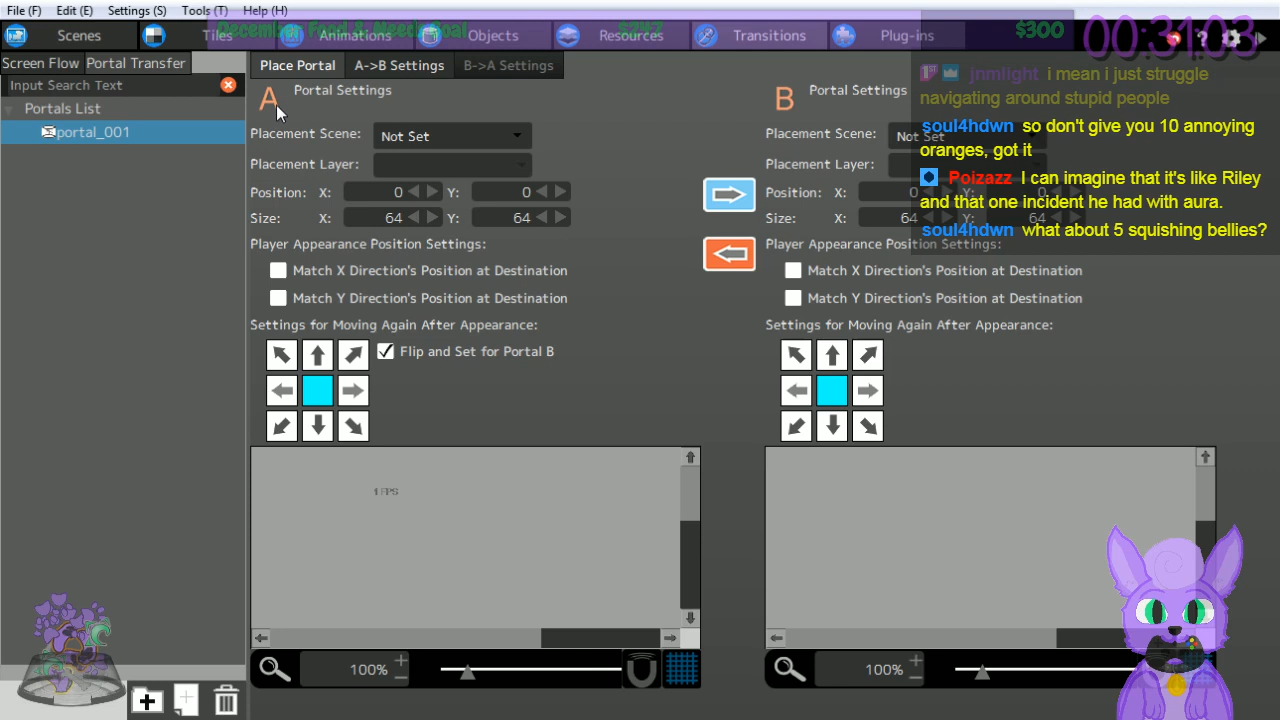 File (F) Edit (E) Settings (S) Tools (T) Help (H)
December Food & Needs Goal $247 $300 00:31:03
Scenes Tiles Animations Objects Resources Transitions Plug-ins
Screen Flow Portal Transfer
Place Portal A->B Settings B->A Settings
Input Search Text
Portals List
portal_001
A Portal Settings
Placement Scene: Not Set
Placement Layer:
Position: X: 0 Y: 0
Size: X: 64 Y: 64
Player Appearance Position Settings:
Match X Direction's Position at Destination
Match Y Direction's Position at Destination
Settings for Moving Again After Appearance:
Flip and Set for Portal B
1 FPS
100%
B Portal Settings
Placement Scene: Not Set
Placement Layer:
Position: X: 0 Y: 0
Size: X: 64 Y: 64
Player Appearance Position Settings:
Match X Direction's Position at Destination
Match Y Direction's Position at Destination
Settings for Moving Again After Appearance:
100%
jnmlight i mean i just struggle
navigating around stupid people
soul4hdwn so don't give you 10 annoying
oranges, got it
Poizazz I can imagine that it's like Riley
and that one incident he had with aura.
soul4hdwn what about 5 squishing bellies?